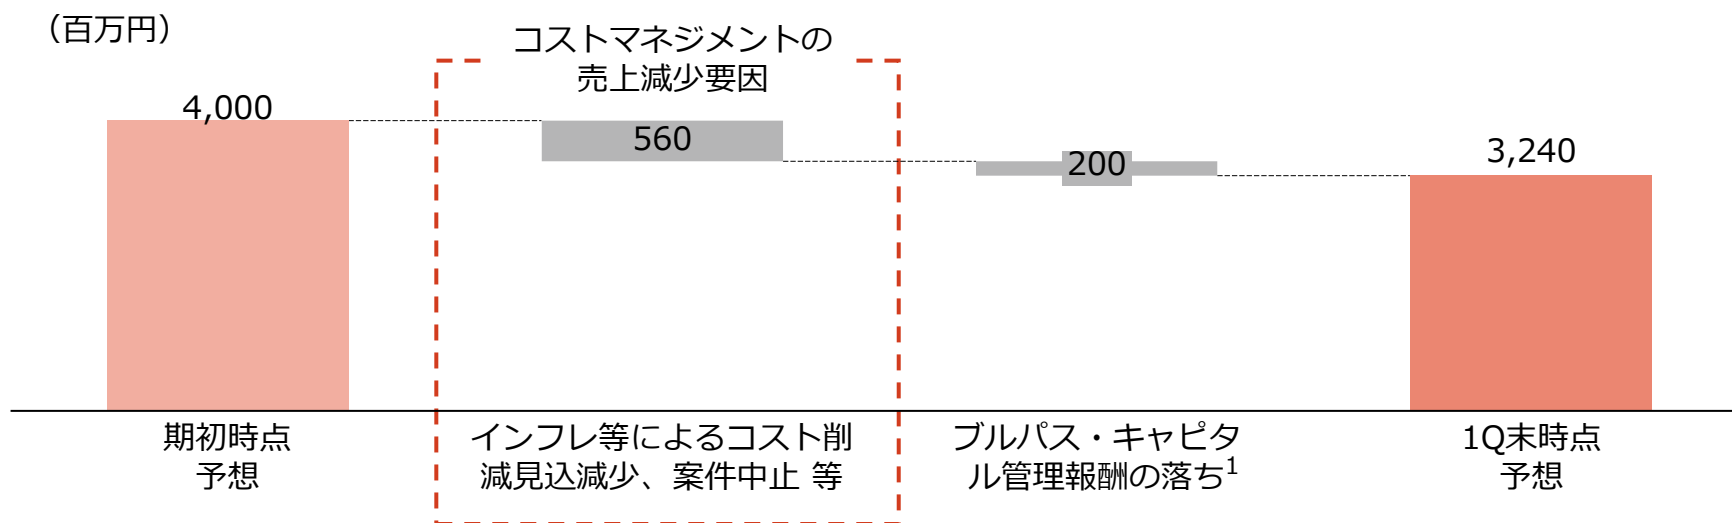 （百万円）
コストマネジメントの
売上減少要因
4,000
560
200
3,240
期初時点
予想
インフレ等によるコスト削
減見込減少、案件中止 等
ブルパス・キャピタ
ル管理報酬の落ち1
1Q末時点
予想